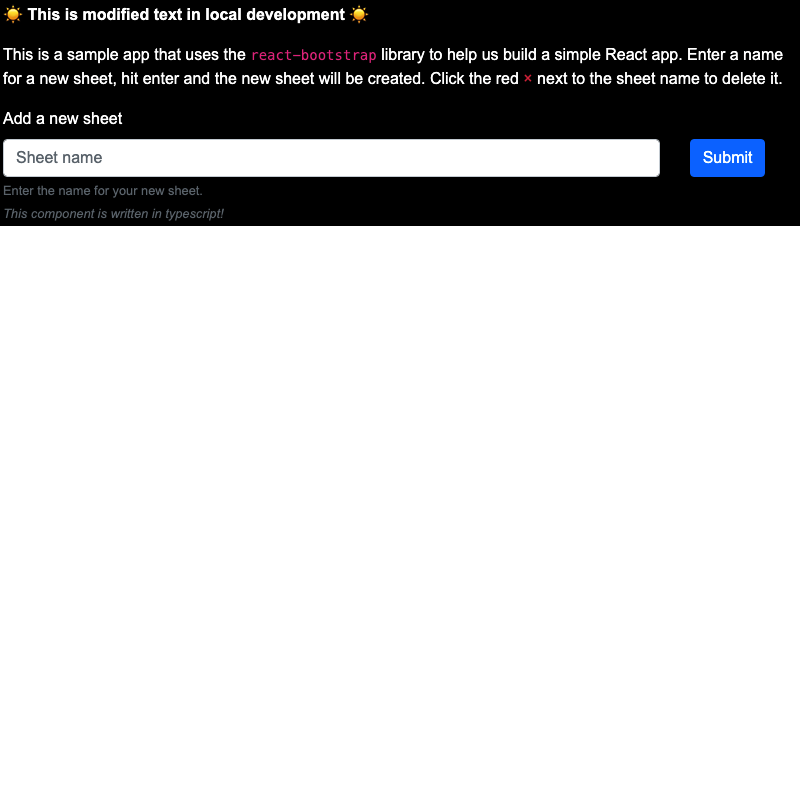 ☀️ This is modified text in local development ☀️
This is a sample app that uses the react-bootstrap library to help us build a simple React app. Enter a name
for a new sheet, hit enter and the new sheet will be created. Click the red × next to the sheet name to delete it.
Add a new sheet
Sheet name
Submit
Enter the name for your new sheet.
This component is written in typescript!